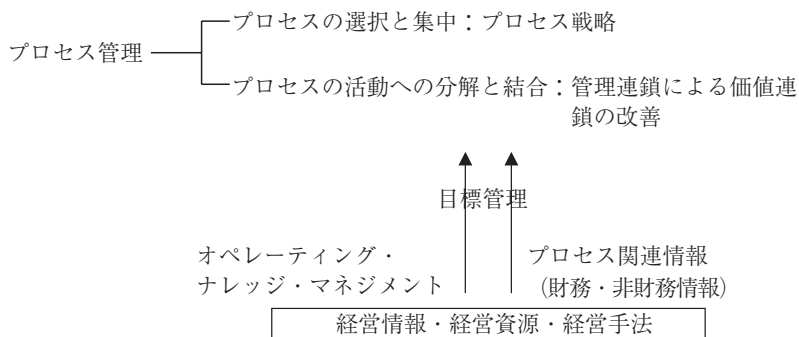 プロセスの選択と集中：プロセス戦略
プロセス管理
プロセスの活動への分解と結合：管理連鎖による価値連
鎖の改善
目標管理
オペレーティング・
ナレッジ・マネジメント
プロセス関連情報
（財務・非財務情報）
経営情報・経営資源・経営手法